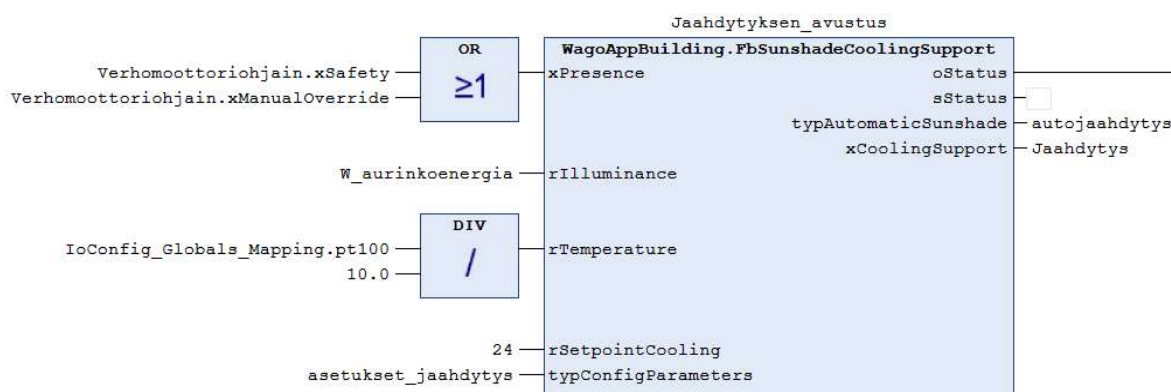 Jaahdytyksen_avustus
OR
WagoAppBuilding.FbSunshadeCoolingSupport
Verhomoottoriohjain.xSafety
≥1
xPresence
oStatus
Verhomoottoriohjain.xManualOverride
sStatus
typAutomaticSunshade
autojaahdytys
xCoolingSupport
Jaahdytys
W_aurinkoenergia
rIlluminance
DIV
IoConfig_Globals_Mapping.pt100
/
rTemperature
10.0
24
rSetpointCooling
asetukset_jaahdytys
typConfigParameters